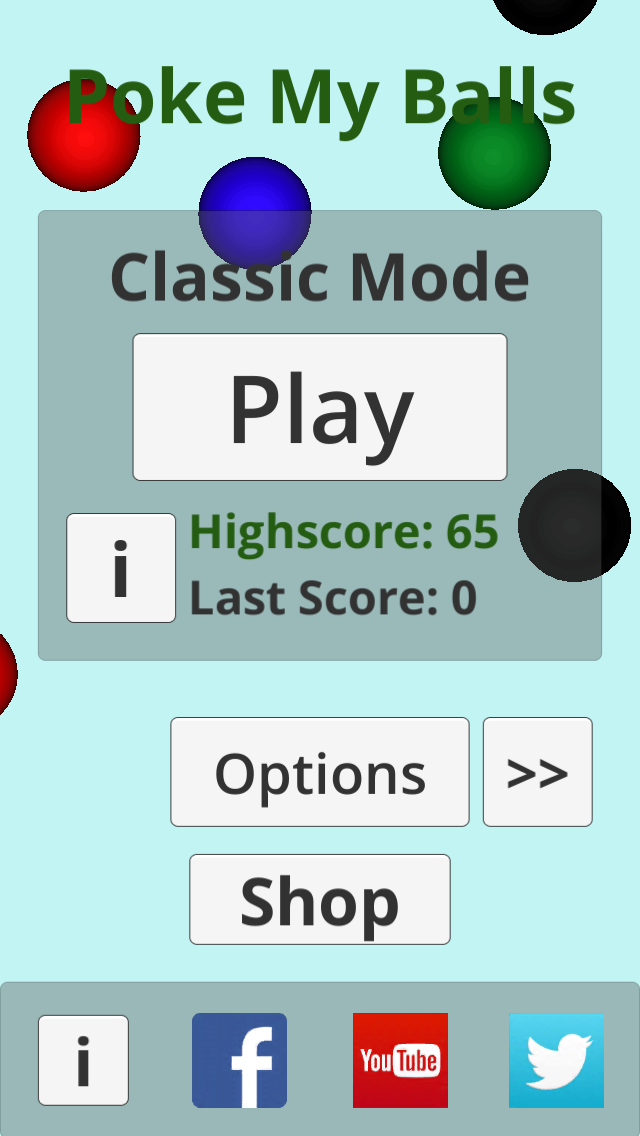 Poke My Balls
Classic Mode
Play
i
Highscore: 65
Last Score: 0
Options
>>
Shop
i
f
YouTube